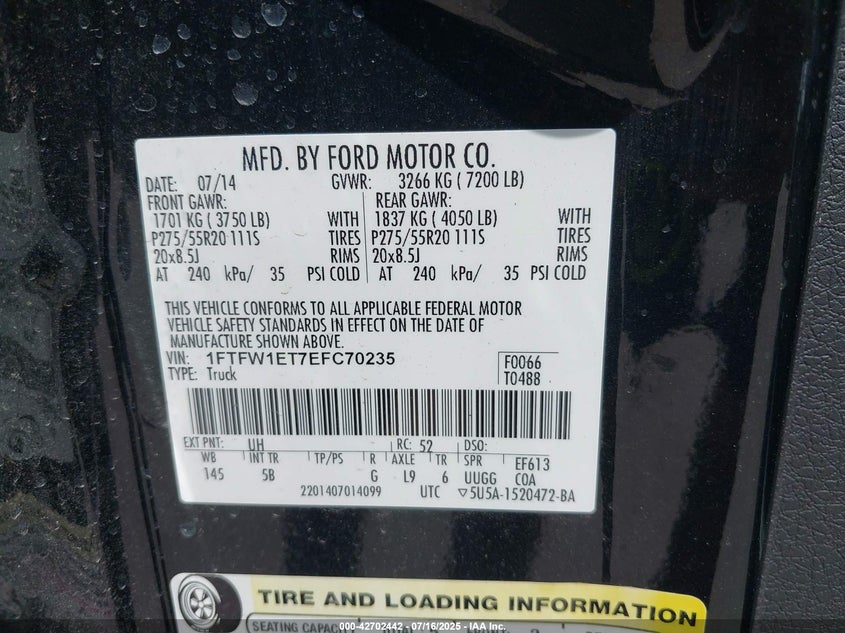 MFD. BY FORD MOTOR CO.
DATE: 07/14 GVWR: 3266 KG ( 7200 LB)
FRONT GAWR: REAR GAWR:
1701 KG ( 3750 LB) WITH 1837 KG ( 4050 LB) WITH
P275/55R20 111S TIRES P275/55R20 111S TIRES
20x8.5J RIMS 20x8.5J RIMS
AT 240 kPa/ 35 PSI COLD AT 240 kPa/ 35 PSI COLD
THIS VEHICLE CONFORMS TO ALL APPLICABLE FEDERAL MOTOR
VEHICLE SAFETY STANDARDS IN EFFECT ON THE DATE OF
MANUFACTURE SHOWN ABOVE.
VIN: 1FTFW1ET7EFC70235 F0066
TYPE: Truck T0488
EXT PNT: UH RC: 52 DSO:
WB INT TR TP/PS R AXLE TR SPR EF613
145 5B G L9 6 UUGG COA
2201407014099 UTC ▽5U5A-1520472-BA
TIRE AND LOADING INFORMATION
SEATING CAPACITY
000-42702442 - 07/16/2025 - IAA Inc.